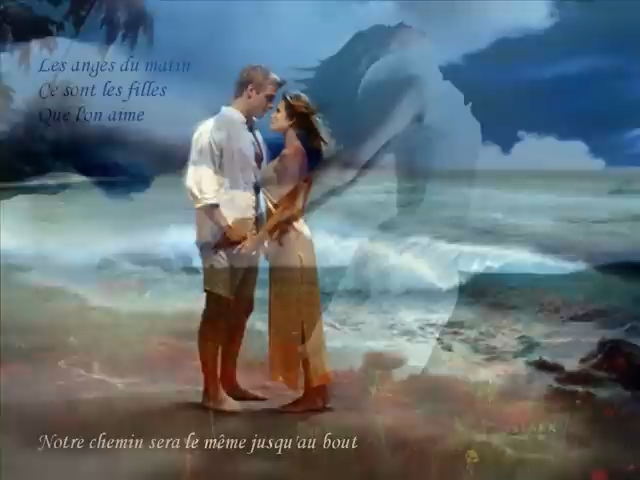 Les anges du matin
Ce sont les filles
Que l'on aime
Notre chemin sera le même jusqu'au bout